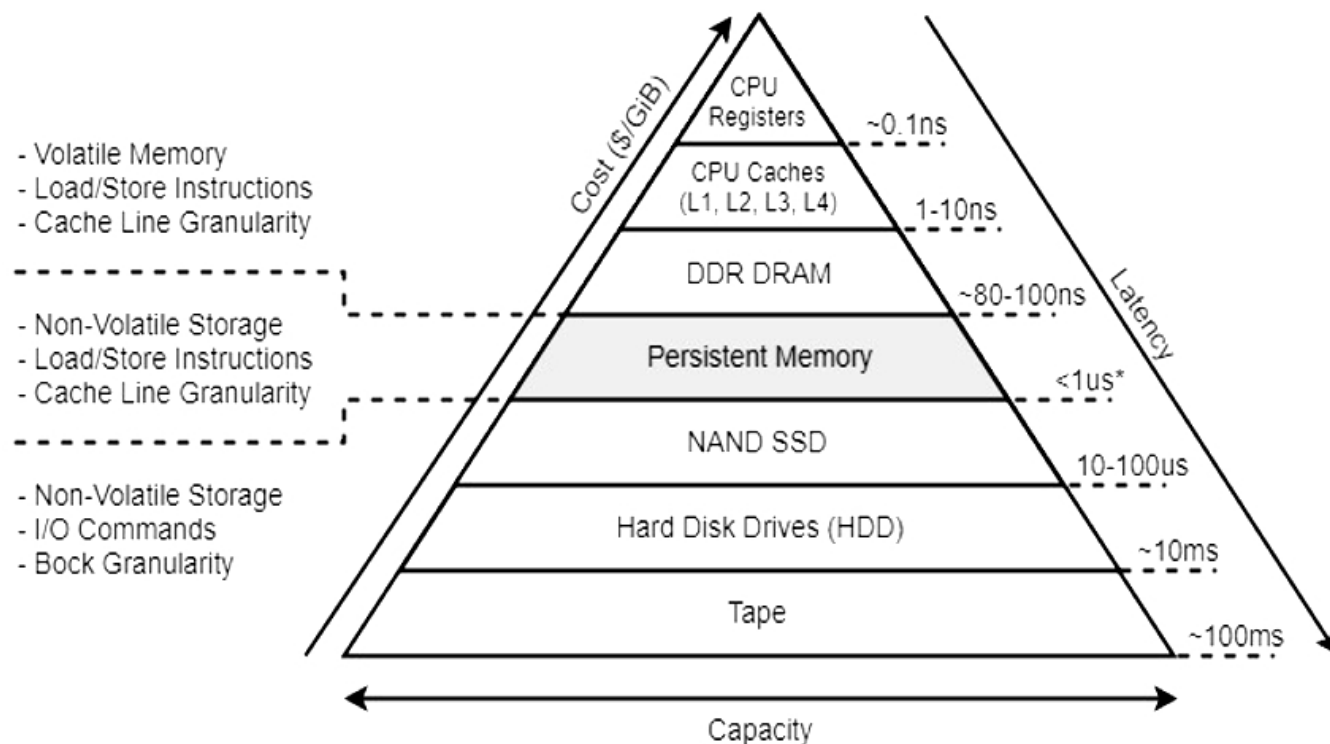 CPU
Registers
~0.1ns
Cost ($/GiB)
- Volatile Memory
- Load/Store Instructions
- Cache Line Granularity
CPU Caches
(L1, L2, L3, L4)
1-10ns
DDR DRAM
~80-100ns
Latency
- Non-Volatile Storage
- Load/Store Instructions
- Cache Line Granularity
Persistent Memory
<1us*
NAND SSD
10-100us
- Non-Volatile Storage
- I/O Commands
- Bock Granularity
Hard Disk Drives (HDD)
~10ms
Tape
~100ms
Capacity